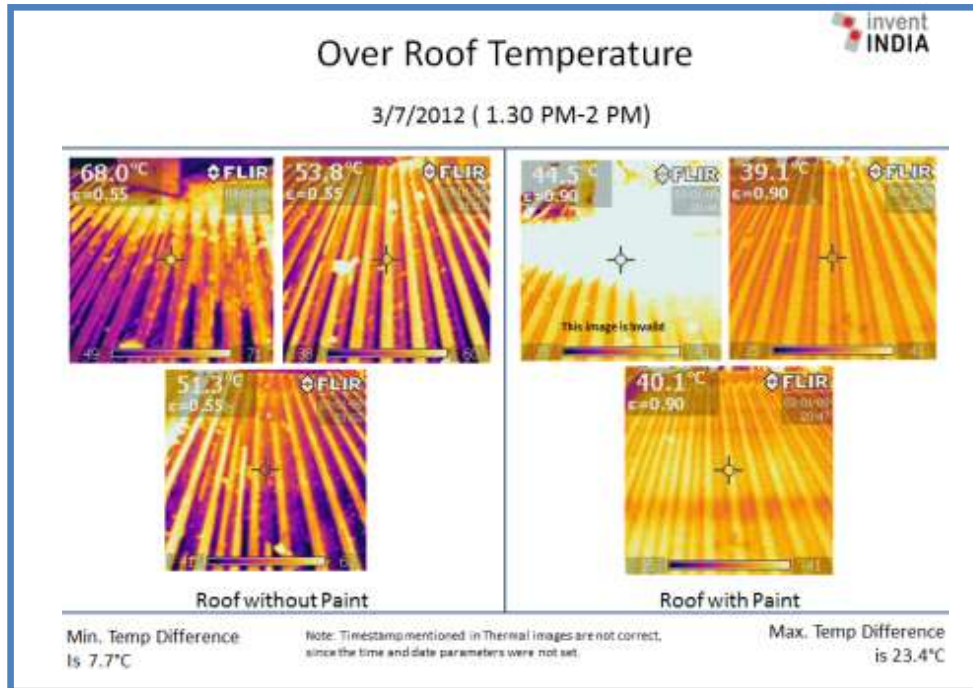 invent
INDIA
Over Roof Temperature
3/7/2012 ( 1.30 PM-2 PM)
68.0°C
FLIR
ε=0.55
53.8°C
FLIR
ε=0.55
44.5°C
FLIR
ε=0.90
39.1°C
FLIR
ε=0.90
This image is Invalid
51.3°C
FLIR
ε=0.55
40.1°C
FLIR
ε=0.90
Roof without Paint
Roof with Paint
Min. Temp Difference
Is 7.7°C
Note: Timestamp mentioned in Thermal images are not correct,
since the time and date parameters were not set.
Max. Temp Difference
is 23.4°C